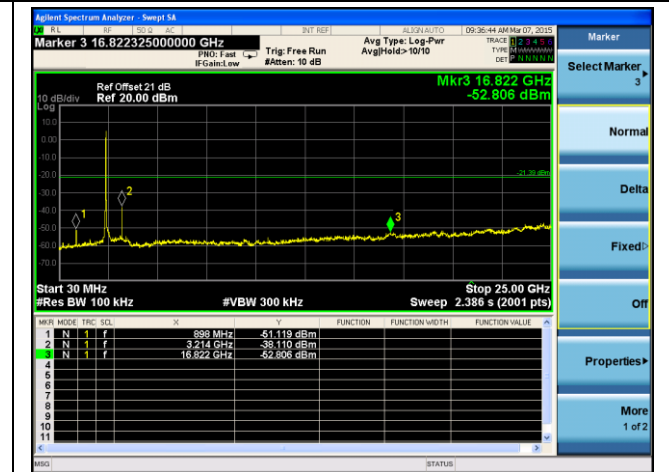 Agilent Spectrum Analyzer - Swept SA
RL RF 50 Ω AC INT REF ALIGN AUTO 09:36:44 AM Mar 07, 2015
Marker 3 16.822325000000 GHz
PNO: Fast
IFGain:Low
Trig: Free Run
#Atten: 10 dB
Avg Type: Log-Pwr
Avg|Hold:>10/10
TRACE 1 2 3 4 5 6
TYPE M
DET P N N N N N
Marker
Select Marker
3
Normal
Delta
Fixed
Off
Properties
More
1 of 2
Ref Offset 21 dB
10 dB/div Ref 20.00 dBm
Log
Mkr3 16.822 GHz
-52.806 dBm
10.0
0.00
-10.0
-20.0
-30.0
-40.0
-50.0
-60.0
-70.0
-21.39 dBm
1
2
3
Start 30 MHz Stop 25.00 GHz
#Res BW 100 kHz #VBW 300 kHz Sweep 2.386 s (2001 pts)
MKR MODE TRC SCL X Y FUNCTION FUNCTION WIDTH FUNCTION VALUE
1 N 1 f 898 MHz -51.119 dBm
2 N 1 f 3.214 GHz -38.110 dBm
3 N 1 f 16.822 GHz -52.806 dBm
4
5
6
7
8
9
10
11
MSG STATUS